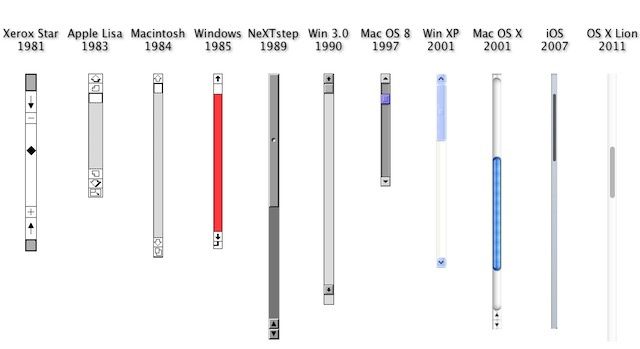 Xerox Star Apple Lisa Macintosh Windows NeXTstep Win 3.0 Mac OS 8 Win XP Mac OS X iOS OS X Lion
1981 1983 1984 1985 1989 1990 1997 2001 2001 2007 2011